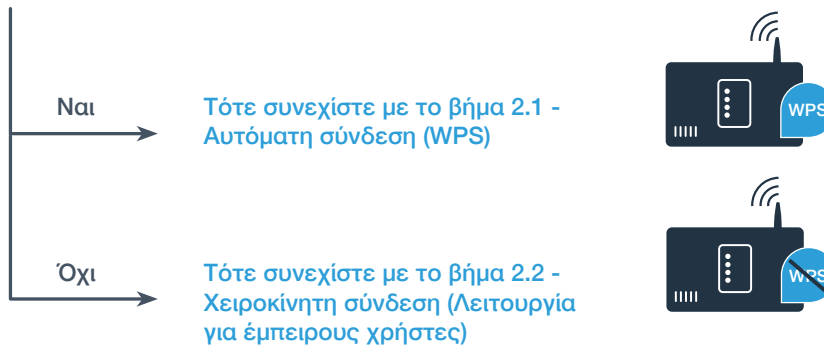 Ναι
Τότε συνεχίστε με το βήμα 2.1 -
Αυτόματη σύνδεση (WPS)
WPS
Όχι
Τότε συνεχίστε με το βήμα 2.2 -
Χειροκίνητη σύνδεση (Λειτουργία
για έμπειρους χρήστες)
WPS